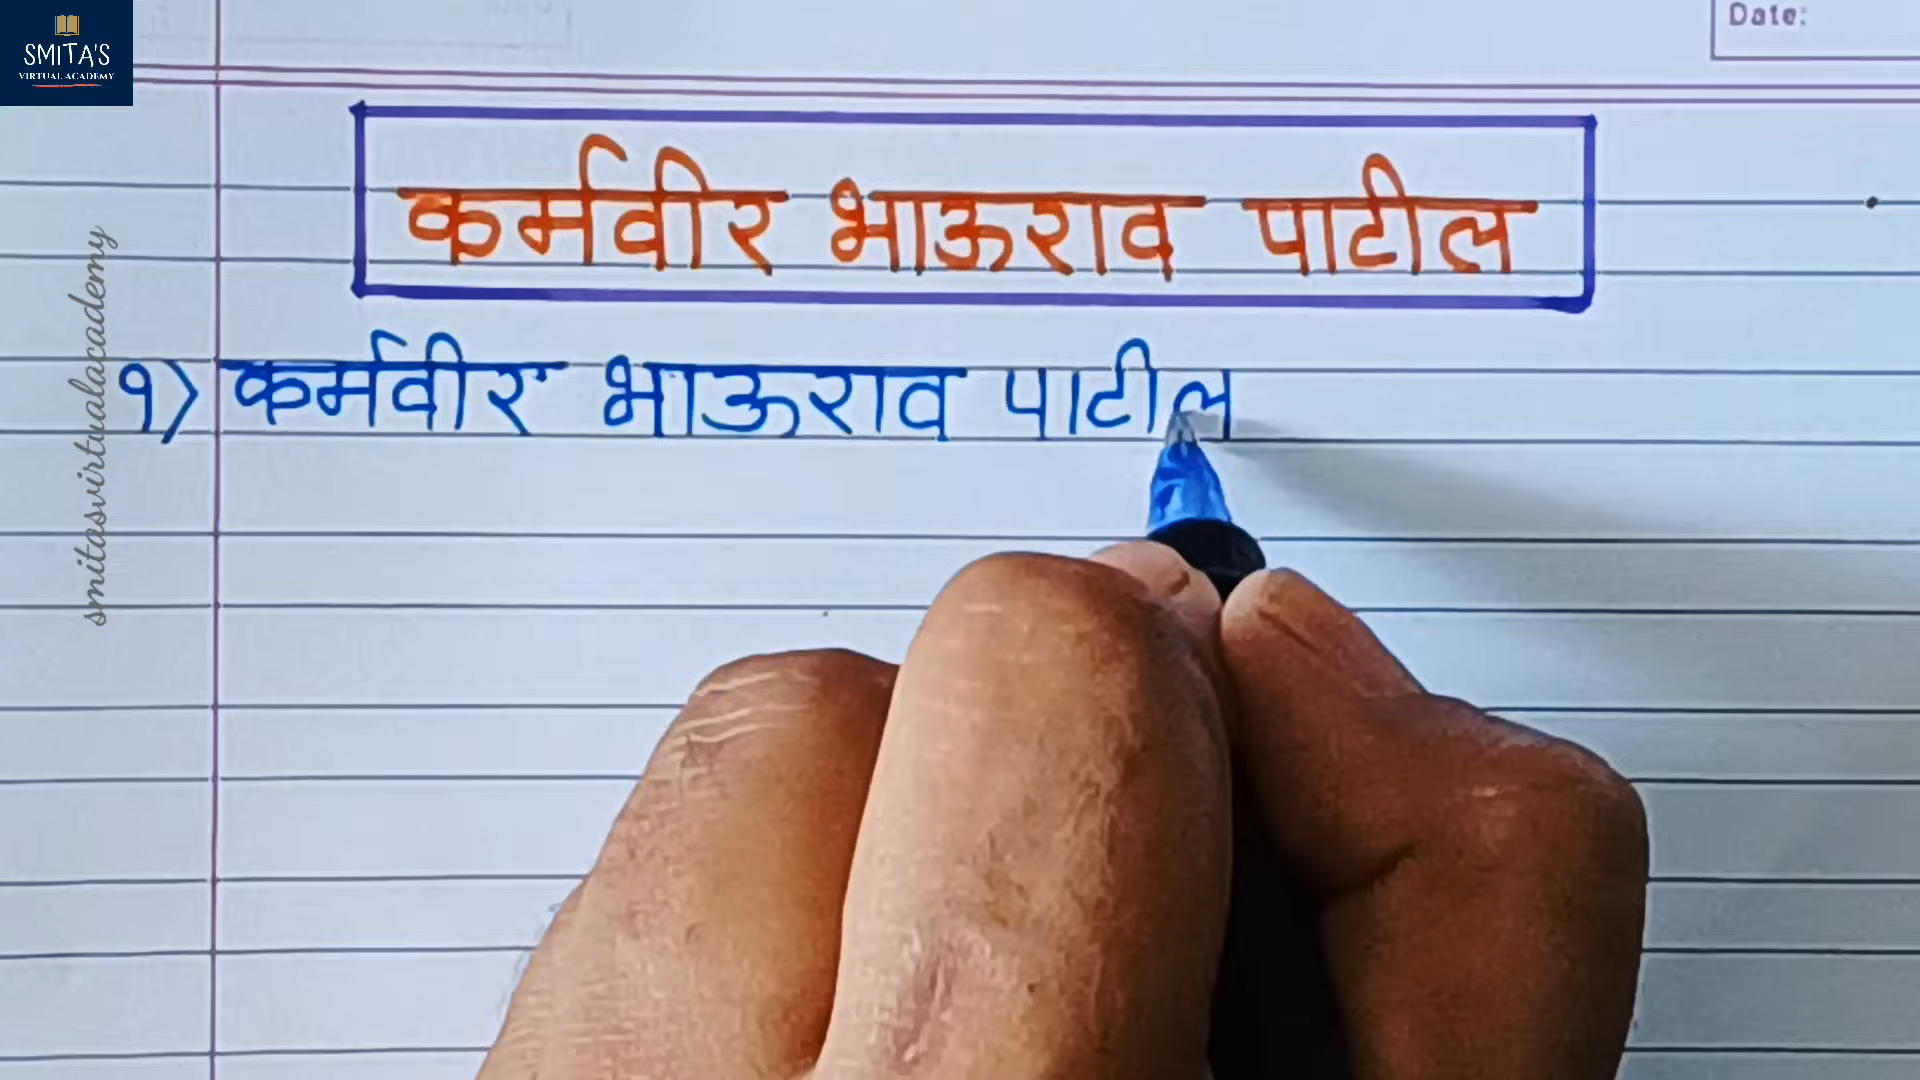 SMITA'S
VIRTUAL ACADEMY
Date:
कर्मवीर भाऊराव पाटील
१) कर्मवीर भाऊराव पाटील
smitasvirtualacademy